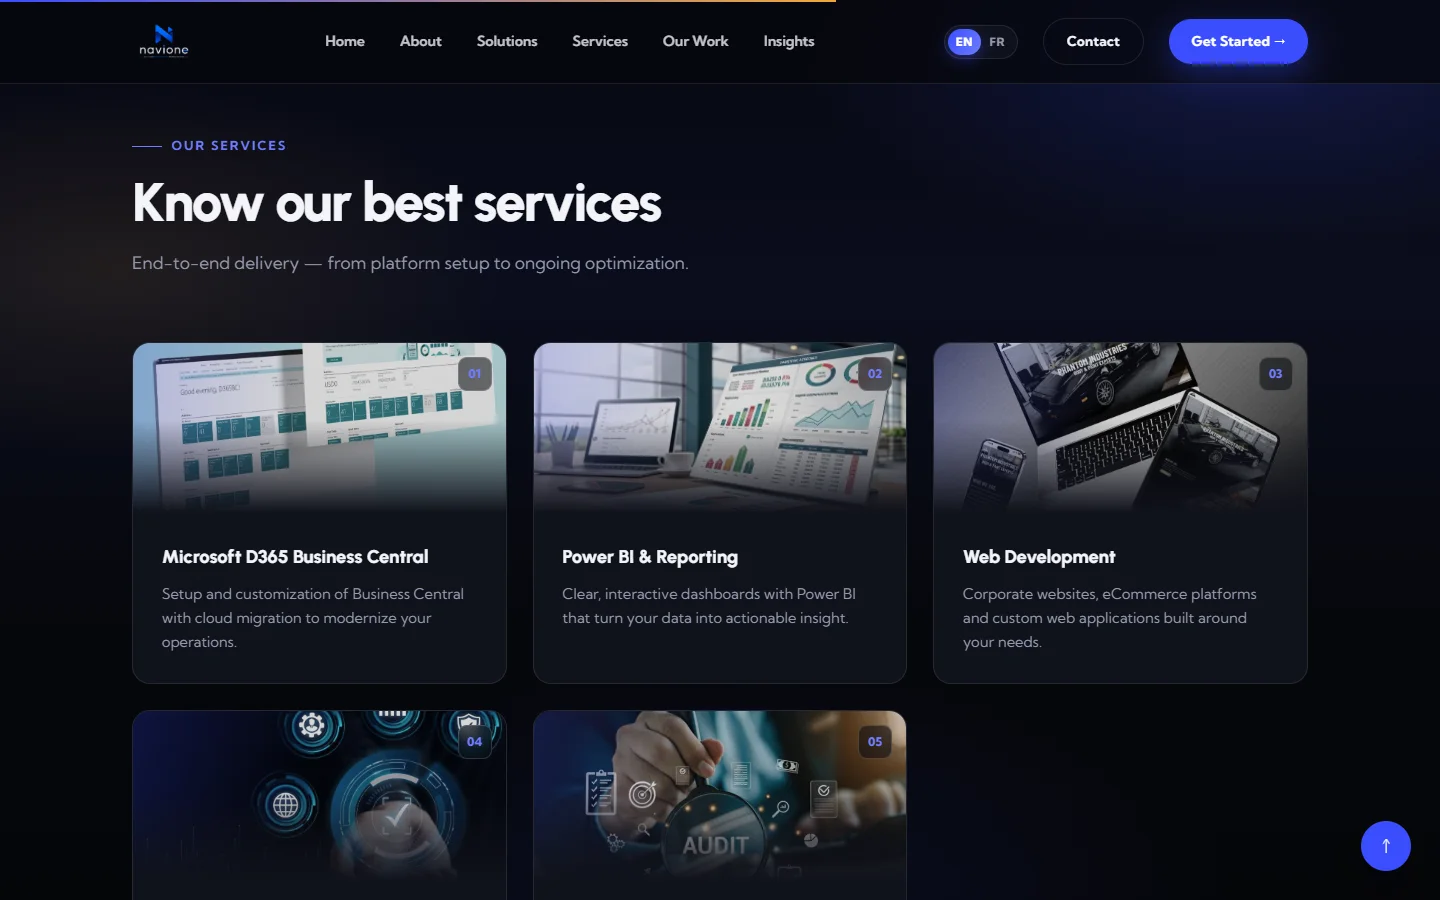 navione
Home
About
Solutions
Services
Our Work
Insights
EN
FR
Contact
Get Started →
OUR SERVICES
Know our best services
End-to-end delivery — from platform setup to ongoing optimization.
01
02
03
PHANTOM INDUSTRIES
Microsoft D365 Business Central
Setup and customization of Business Central
with cloud migration to modernize your
operations.
Power BI & Reporting
Clear, interactive dashboards with Power BI
that turn your data into actionable insight.
Web Development
Corporate websites, eCommerce platforms
and custom web applications built around
your needs.
04
05
AUDIT
↑